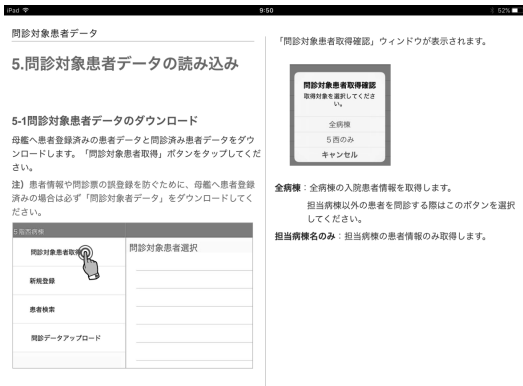 iPad
9:50
52%
問診対象患者データ
5.問診対象患者データの読み込み
5-1問診対象患者データのダウンロード
母艦へ患者登録済みの患者データと問診済み患者データをダウ
ンロードします。「問診対象患者取得」ボタンをタップしてくだ
さい。
注）患者情報や問診票の誤登録を防ぐために、母艦へ患者登録
済みの場合は必ず「問診対象者データ」をダウンロードしてく
ださい。
5階西病棟
問診対象患者取得
問診対象患者選択
新規登録
患者検索
問診データアップロード
「問診対象患者取得確認」ウィンドウが表示されます。
問診対象患者取得確認
取得対象を選択してくださ
い。
全病棟
5西のみ
キャンセル
全病棟：全病棟の入院患者情報を取得します。
担当病棟以外の患者を問診する際はこのボタンを選択
してください。
担当病棟名のみ：担当病棟の患者情報のみ取得します。